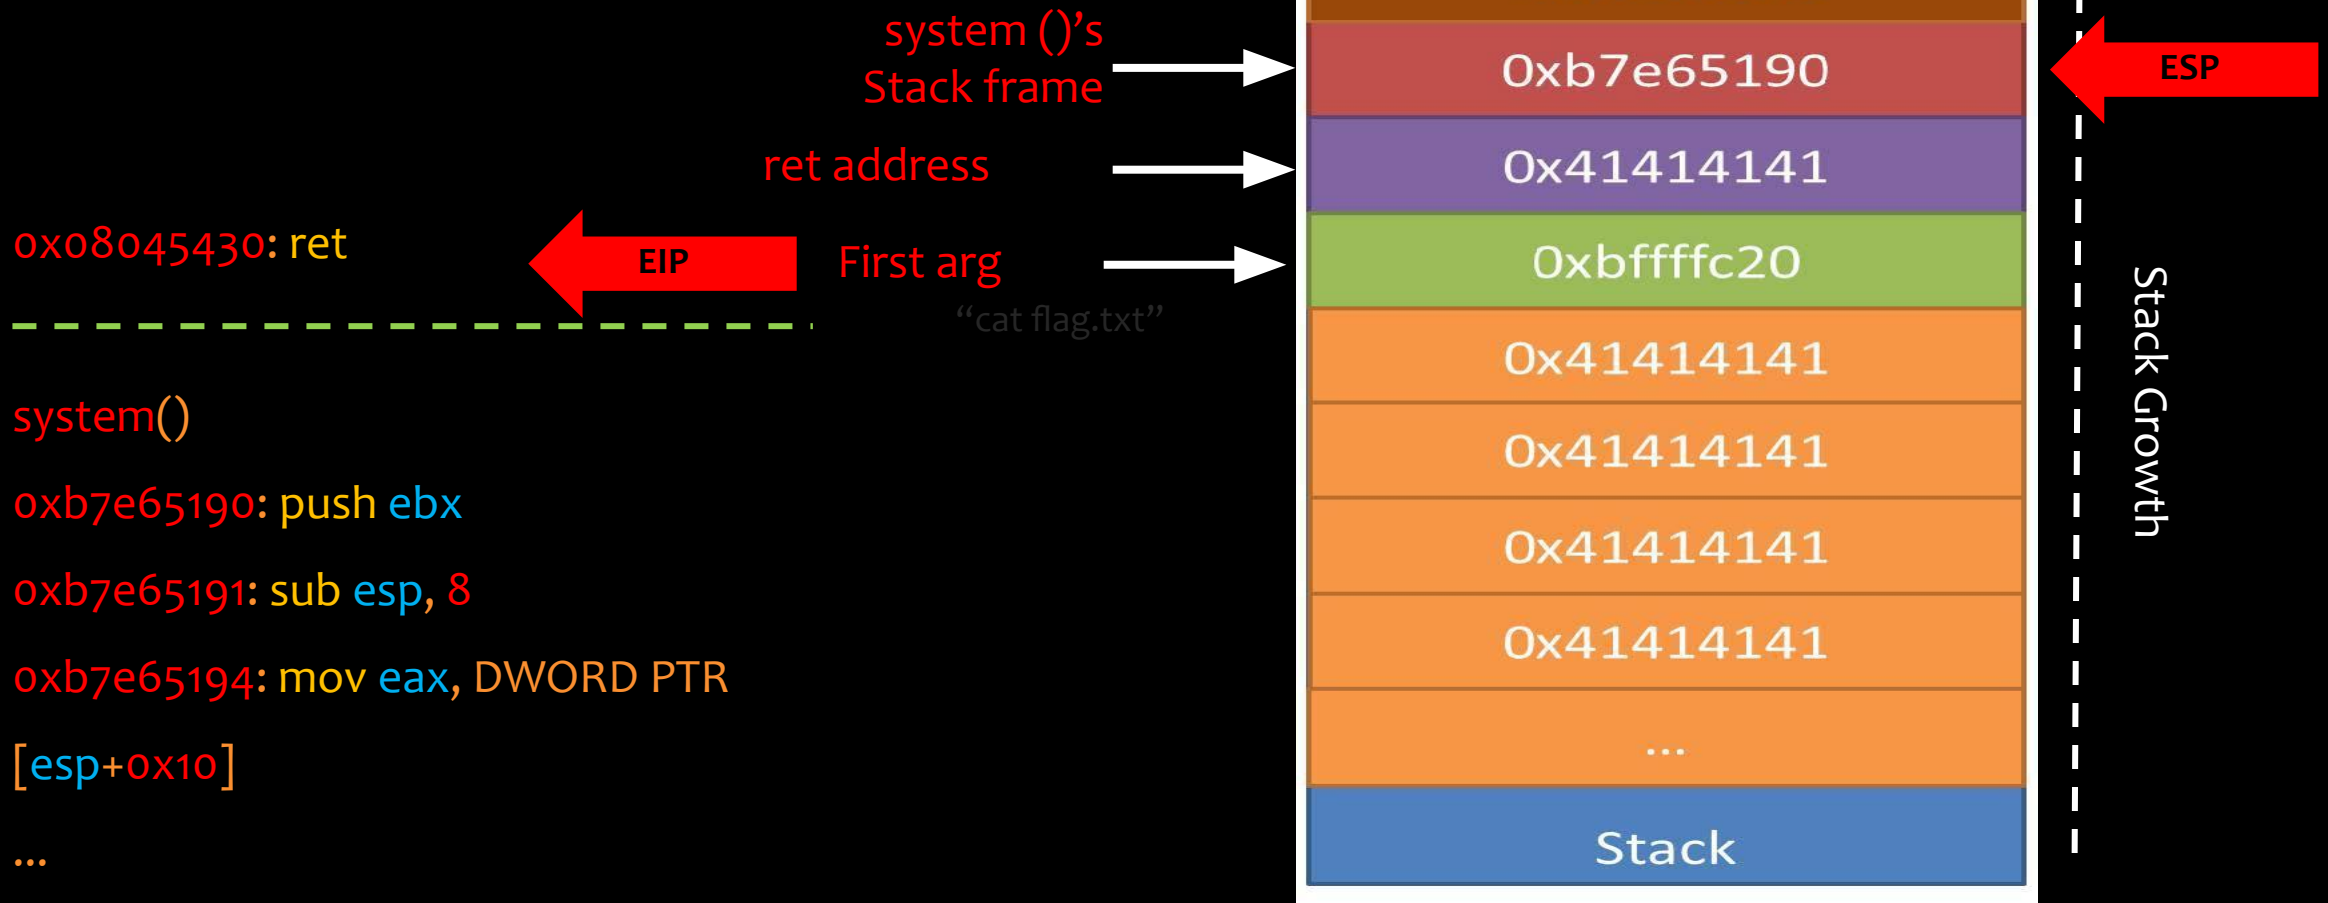 system ()’s
Stack frame
ret address
First arg
“cat flag.txt”
0x08045430: ret
EIP
system()
0xb7e65190: push ebx
0xb7e65191: sub esp, 8
0xb7e65194: mov eax, DWORD PTR
[esp+0x10]
...
0xb7e65190
0x41414141
0xbffffc20
0x41414141
0x41414141
0x41414141
0x41414141
...
Stack
ESP
Stack Growth